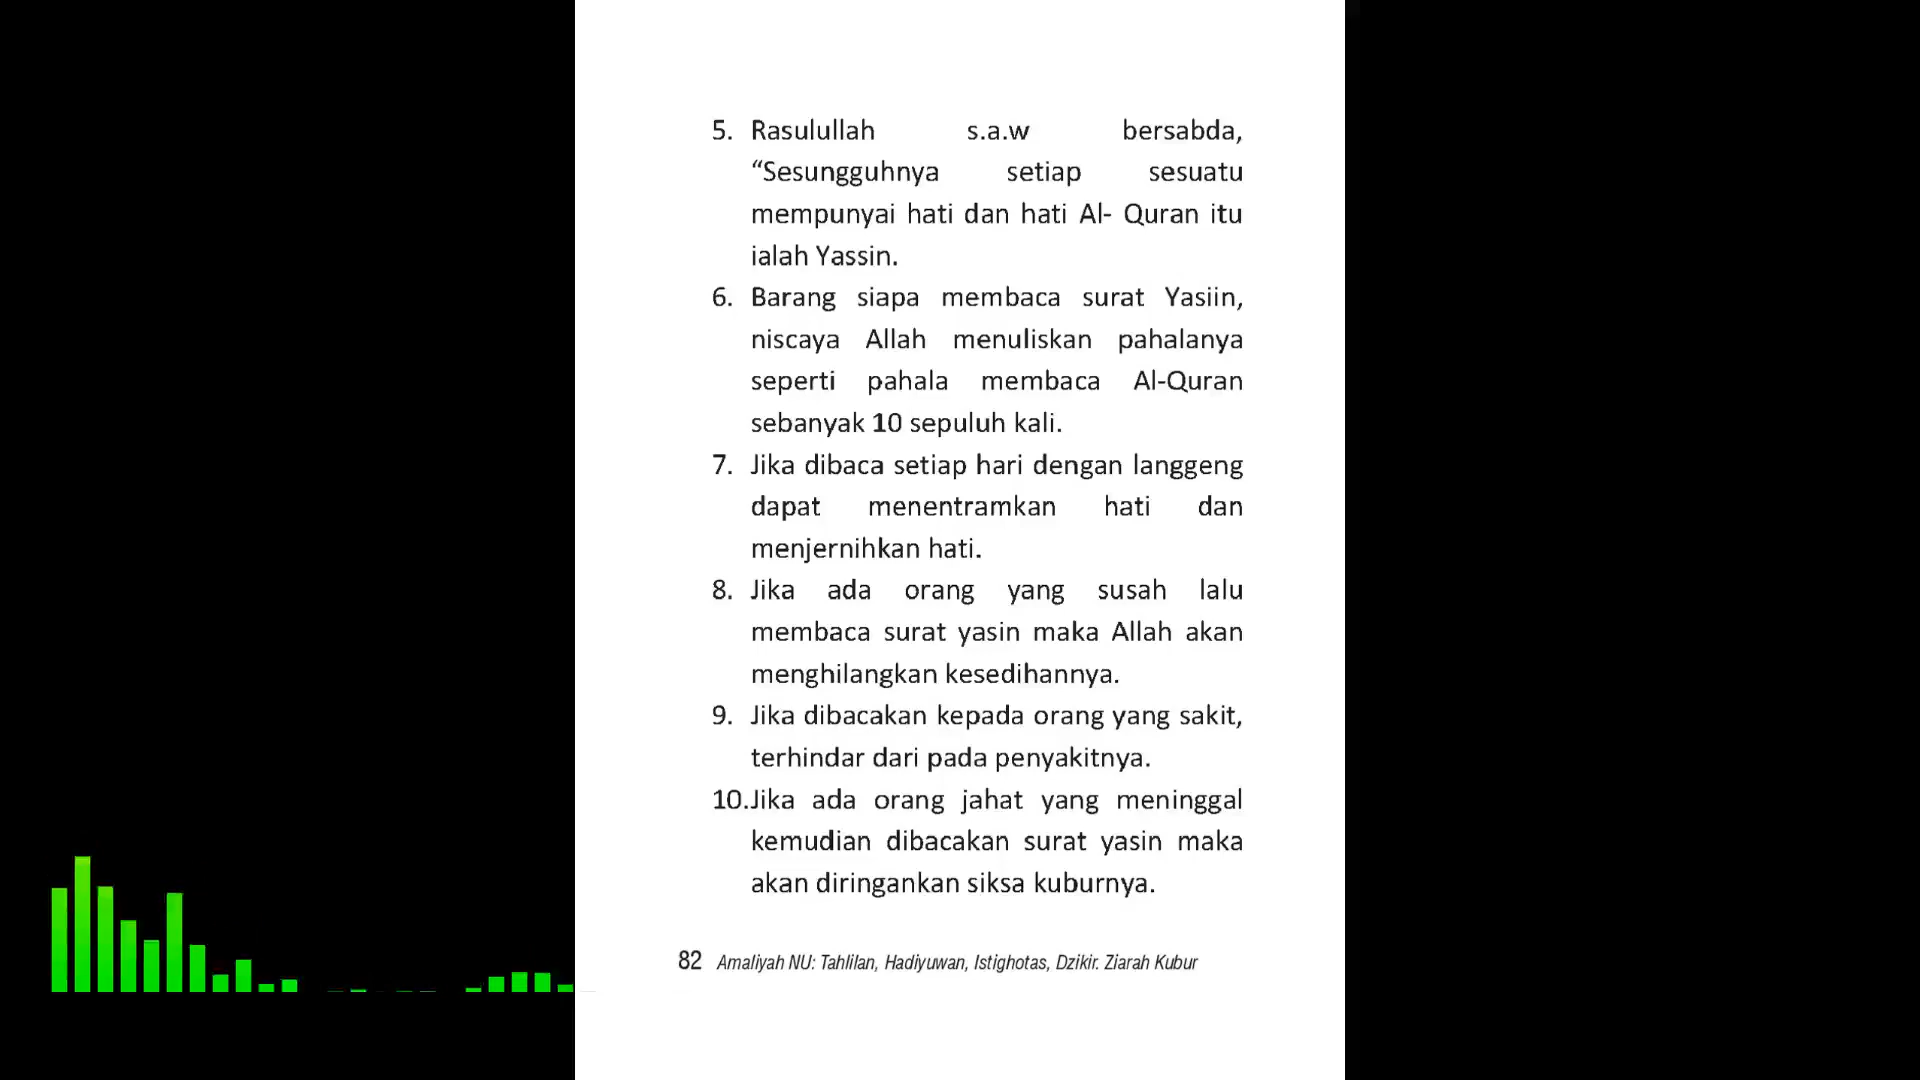 5. Rasulullah s.a.w bersabda,
“Sesungguhnya setiap sesuatu
mempunyai hati dan hati Al- Quran itu
ialah Yassin.
6. Barang siapa membaca surat Yasiin,
niscaya Allah menuliskan pahalanya
seperti pahala membaca Al-Quran
sebanyak 10 sepuluh kali.
7. Jika dibaca setiap hari dengan langgeng
dapat menentramkan hati dan
menjernihkan hati.
8. Jika ada orang yang susah lalu
membaca surat yasin maka Allah akan
menghilangkan kesedihannya.
9. Jika dibacakan kepada orang yang sakit,
terhindar dari pada penyakitnya.
10.Jika ada orang jahat yang meninggal
kemudian dibacakan surat yasin maka
akan diringankan siksa kuburnya.
82 Amaliyah NU: Tahlilan, Hadiyuwan, Istighotas, Dzikir. Ziarah Kubur